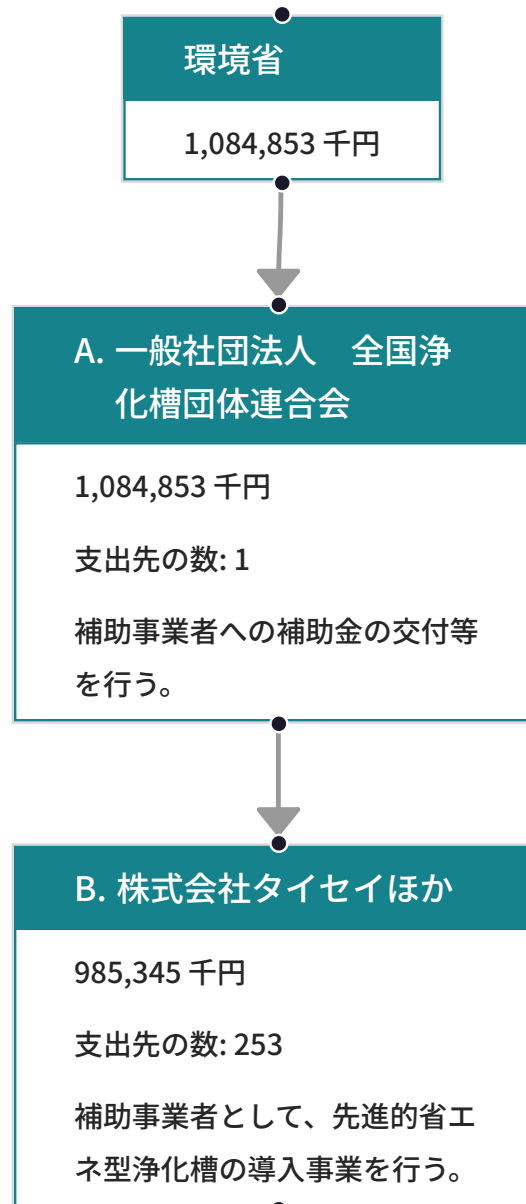 環境省
1,084,853 千円
A. 一般社団法人　全国浄
化槽団体連合会
1,084,853 千円
支出先の数: 1
補助事業者への補助金の交付等
を行う。
B. 株式会社タイセイほか
985,345 千円
支出先の数: 253
補助事業者として、先進的省エ
ネ型浄化槽の導入事業を行う。